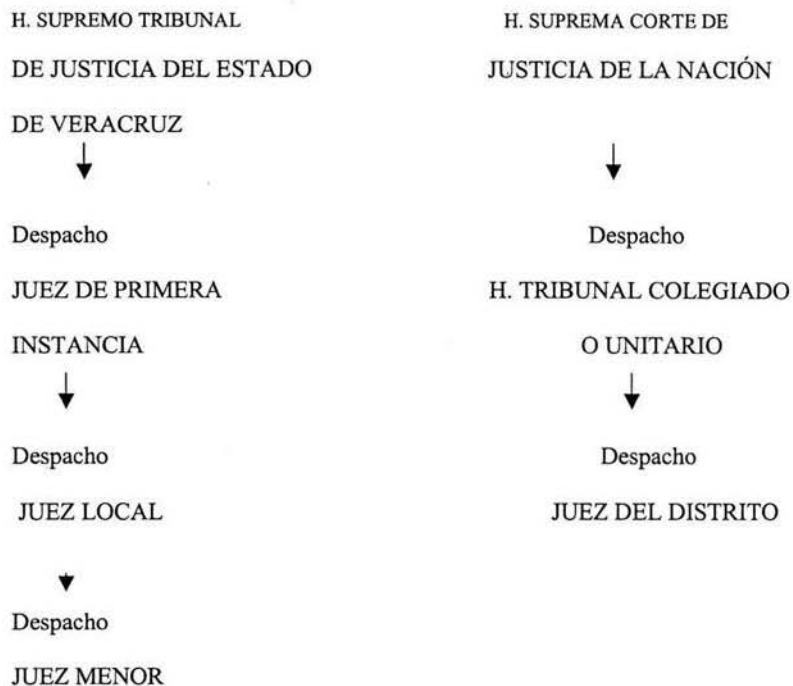 H. SUPREMO TRIBUNAL
DE JUSTICIA DEL ESTADO
DE VERACRUZ
Despacho
JUEZ DE PRIMERA
INSTANCIA
Despacho
JUEZ LOCAL
Despacho
JUEZ MENOR
H. SUPREMA CORTE DE
JUSTICIA DE LA NACIÓN
Despacho
H. TRIBUNAL COLEGIADO
O UNITARIO
Despacho
JUEZ DEL DISTRITO